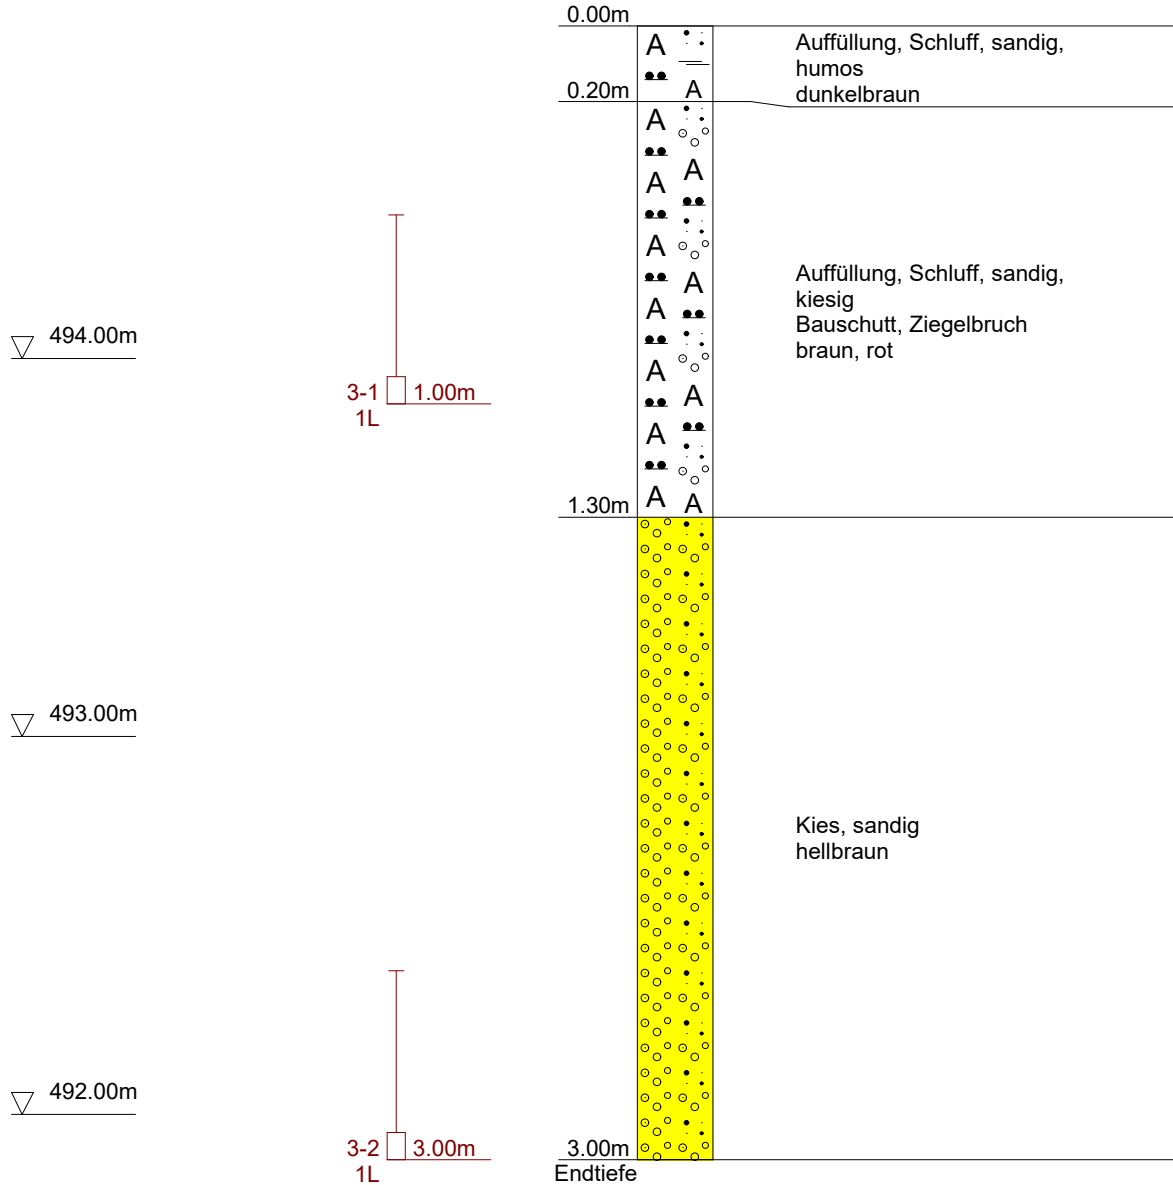 0.00m
Auffüllung, Schluff, sandig,
humos
dunkelbraun
0.20m
Auffüllung, Schluff, sandig,
kiesig
Bauschutt, Ziegelbruch
braun, rot
494.00m
3-1 1.00m
1L
1.30m
493.00m
Kies, sandig
hellbraun
492.00m
3-2 3.00m
1L
3.00m
Endtiefe
A
A
A
A
A
A
A
A
A
A
A
A
A